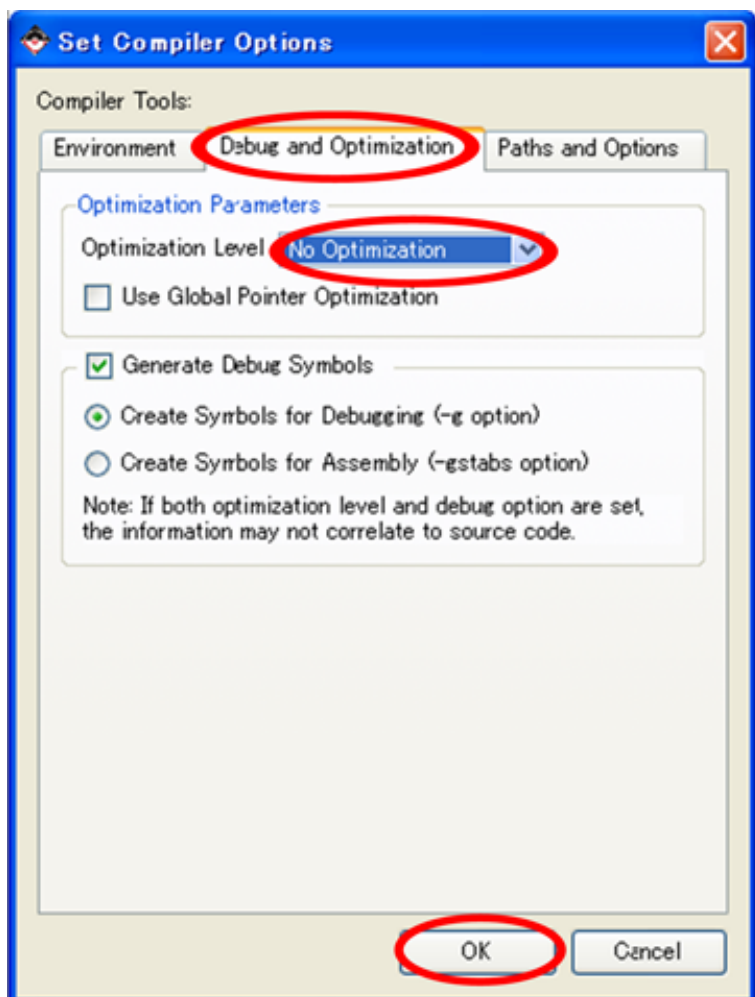 Set Compiler Options
Compiler Tools:
Environment
Debug and Optimization
Paths and Options
Optimization Parameters
Optimization Level
No Optimization
Use Global Pointer Optimization
Generate Debug Symbols
Create Symbols for Debugging (-g option)
Create Symbols for Assembly (-gstabs option)
Note: If both optimization level and debug option are set,
the information may not correlate to source code.
OK
Cancel